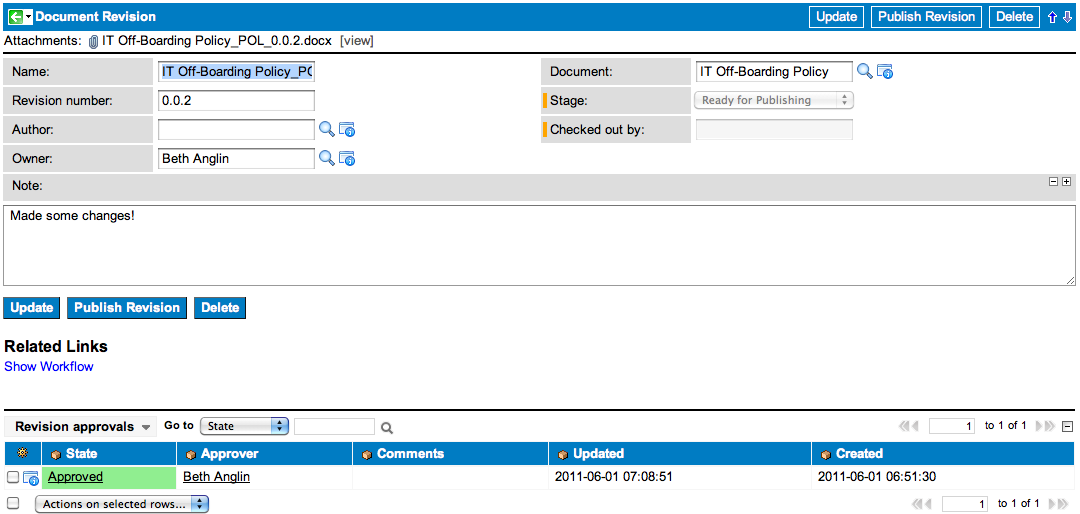 Document Revision Update Publish Revision Delete
Attachments: IT Off-Boarding Policy_POL_0.0.2.docx [view]
Name: IT Off-Boarding Policy_PO Document: IT Off-Boarding Policy
Revision number: 0.0.2 Stage: Ready for Publishing
Author: Checked out by:
Owner: Beth Anglin
Note:
Made some changes!
Update Publish Revision Delete
Related Links
Show Workflow
Revision approvals Go to State 1 to 1 of 1
State Approver Comments Updated Created
Approved Beth Anglin 2011-06-01 07:08:51 2011-06-01 06:51:30
Actions on selected rows... 1 to 1 of 1